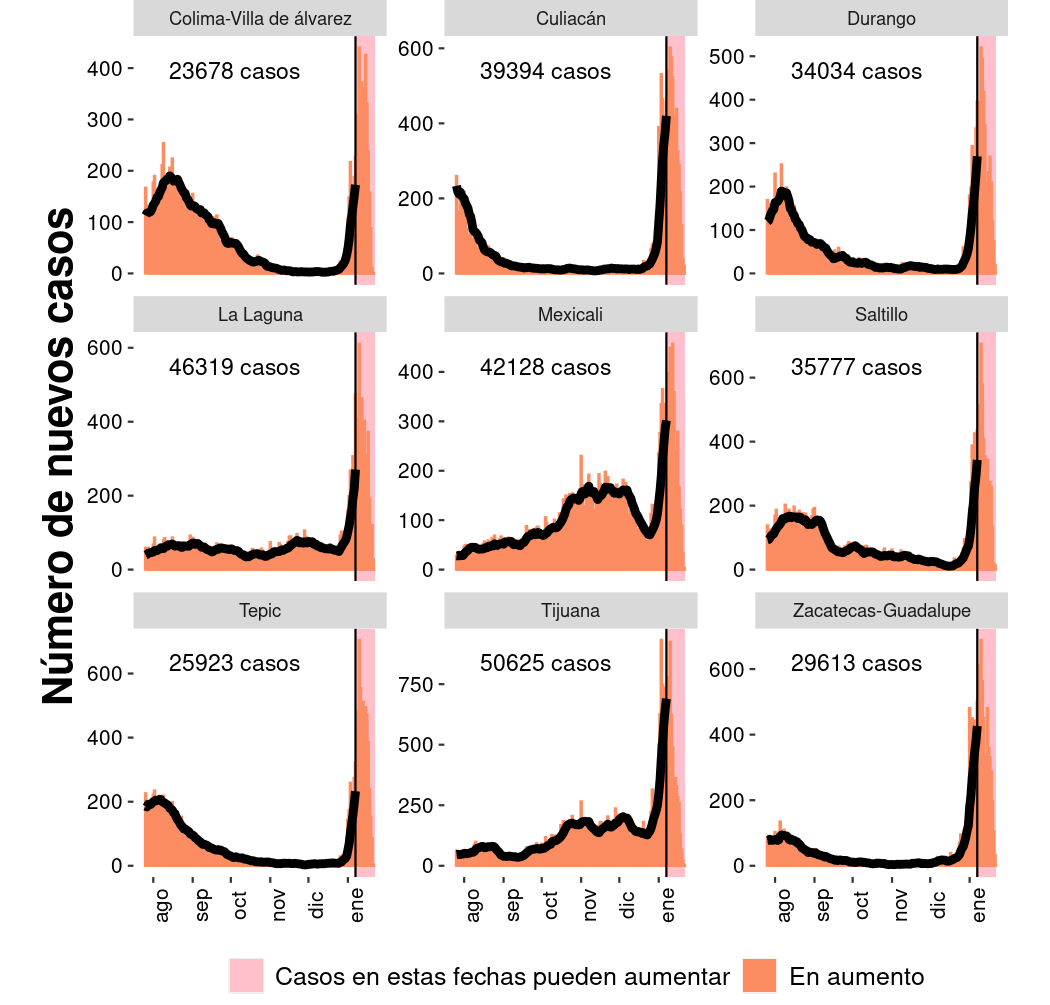 Número de nuevos casos
Colima-Villa de álvarez
Culiacán
Durango
23678 casos
39394 casos
34034 casos
400
300
200
100
0
600
400
200
0
500
400
300
200
100
0
La Laguna
Mexicali
Saltillo
46319 casos
42128 casos
35777 casos
600
400
200
0
400
300
200
100
0
600
400
200
0
Tepic
Tijuana
Zacatecas-Guadalupe
25923 casos
50625 casos
29613 casos
600
400
200
0
750
500
250
0
600
400
200
0
ago sep oct nov dic ene
ago sep oct nov dic ene
ago sep oct nov dic ene
Casos en estas fechas pueden aumentar
En aumento